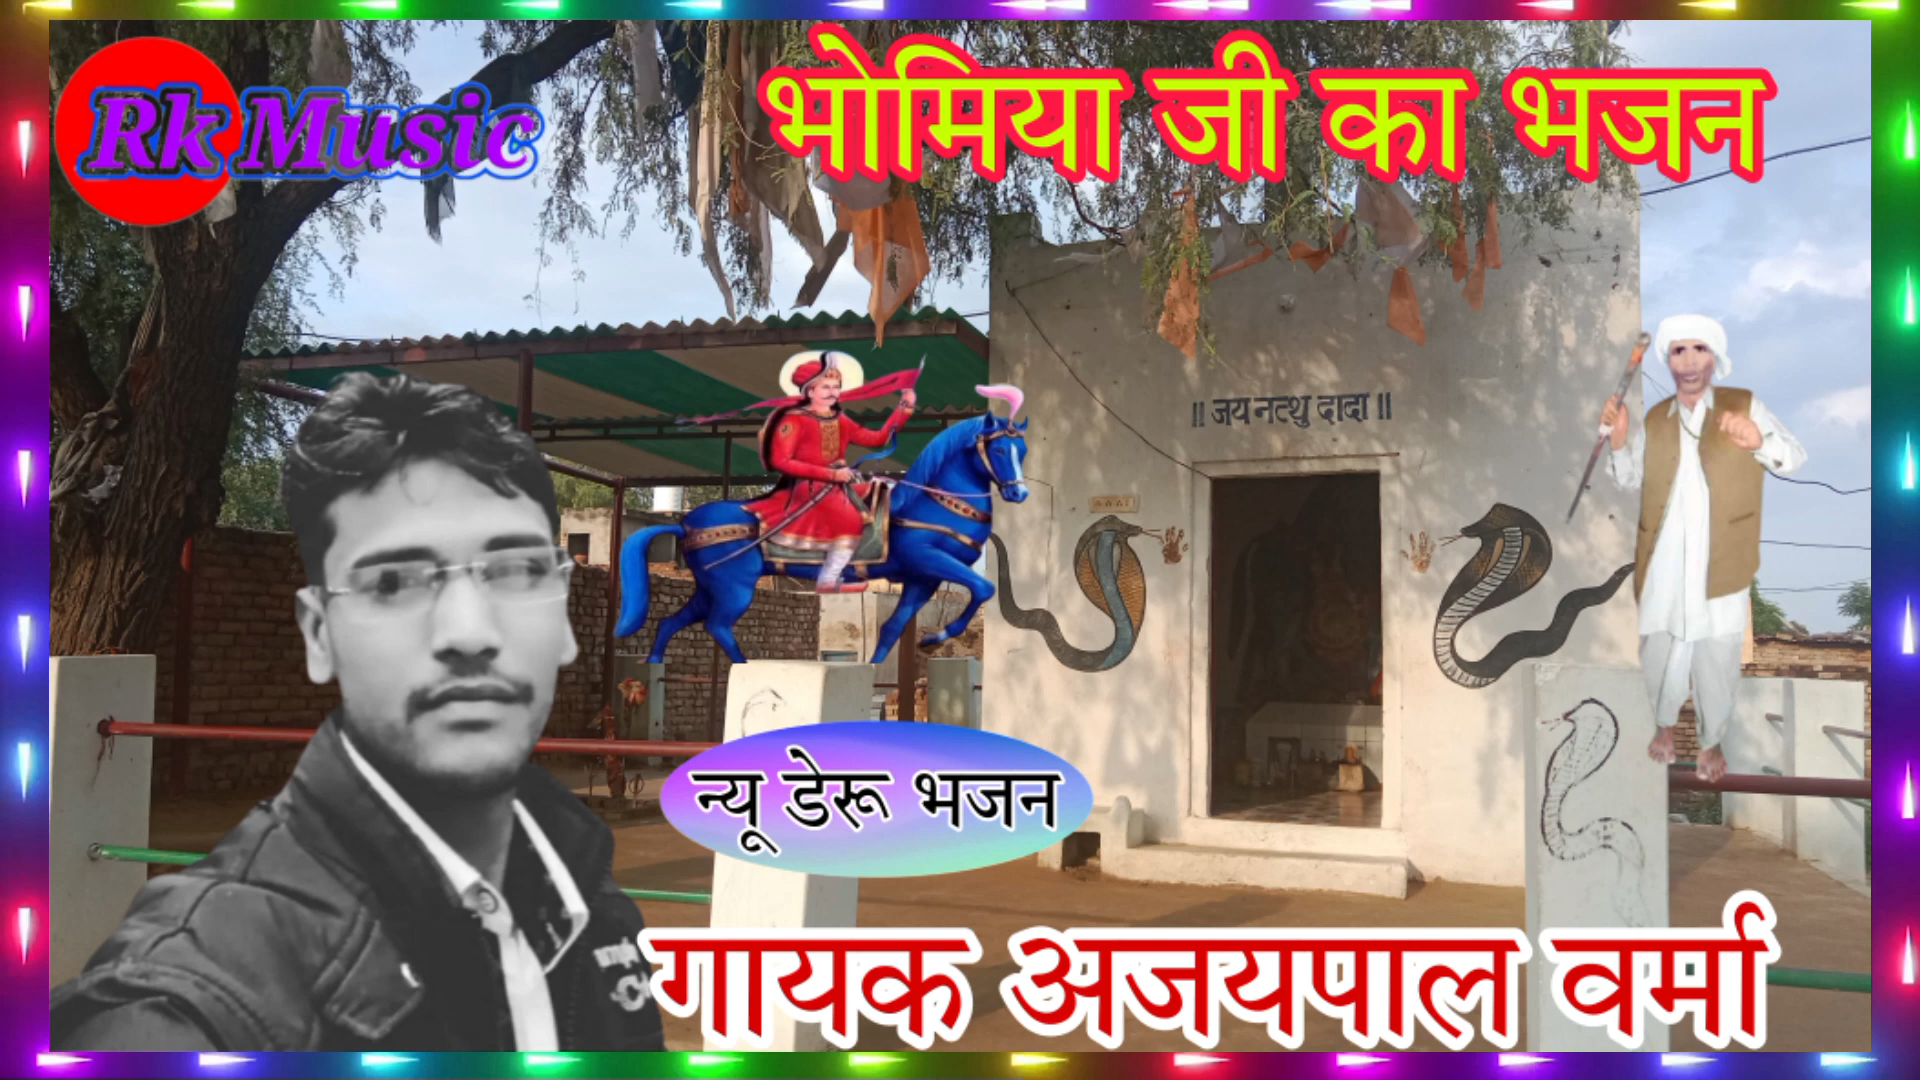 Rk Music
भोमिया जी का भजन
॥ जय नत्थु दादा ॥
न्यू डेरू भजन
गायक अजयपाल वर्मा